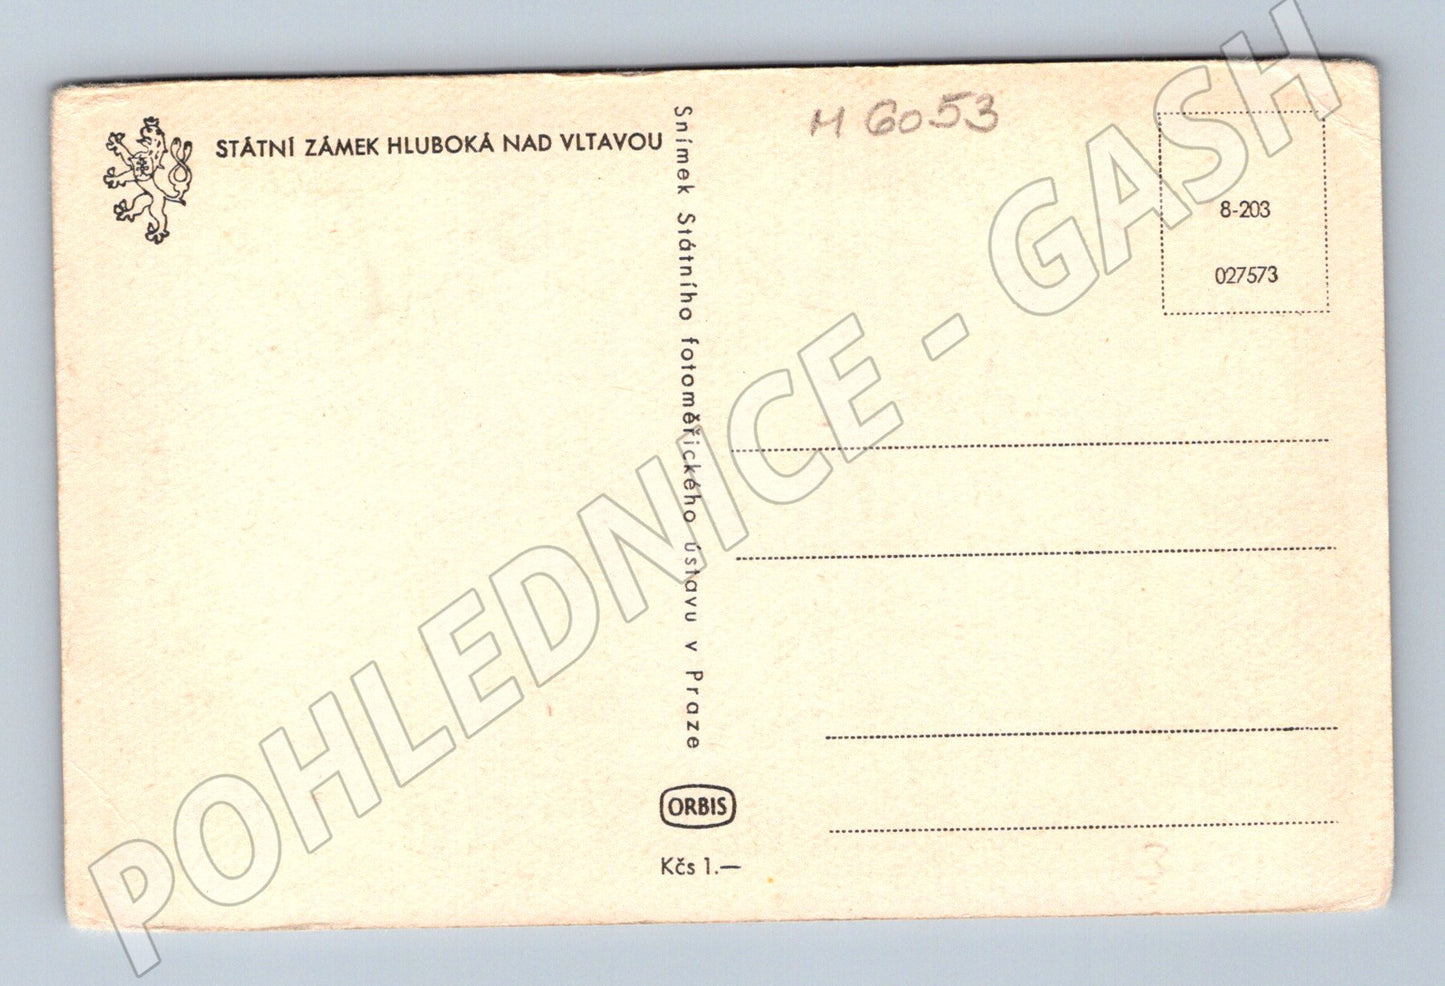 STÁTNÍ ZÁMEK HLUBOKÁ NAD VLTAVOU
Snímek Státního fotoměřického ústavu v Praze
ORBIS
Kčs 1.—
M 6053
8-203
027573
3
POHLEDNICE - GASH